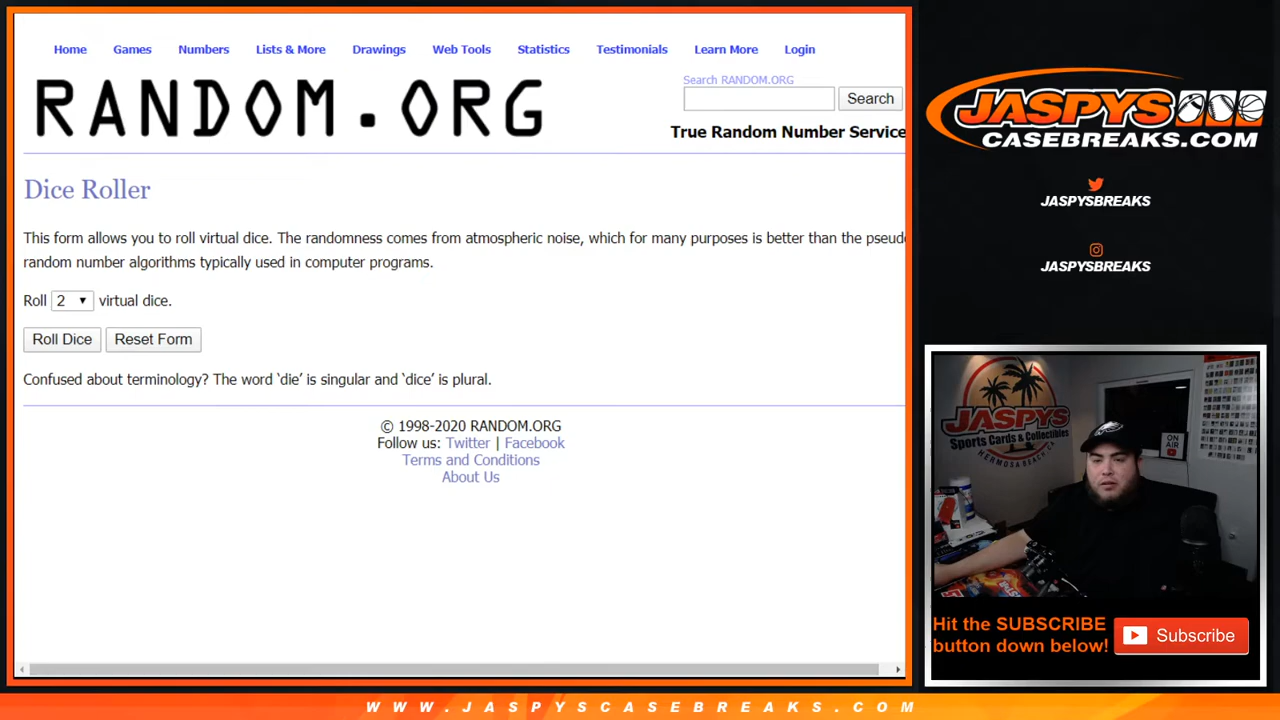 Home Games Numbers Lists & More Drawings Web Tools Statistics Testimonials Learn More Login
RANDOM.ORG
Search RANDOM.ORG
Search
True Random Number Service
Dice Roller
This form allows you to roll virtual dice. The randomness comes from atmospheric noise, which for many purposes is better than the pseudo
random number algorithms typically used in computer programs.
Roll 2 virtual dice.
Roll Dice Reset Form
Confused about terminology? The word ‘die’ is singular and ‘dice’ is plural.
© 1998-2020 RANDOM.ORG
Follow us: Twitter | Facebook
Terms and Conditions
About Us
JASPYS
CASEBREAKS.COM
JASPYSBREAKS
JASPYSBREAKS
JASPYS
Sports Cards & Collectibles
HERMOSA BEACH, CA
ON
AIR
Hit the SUBSCRIBE
button down below!
Subscribe
WWW.JASPYSCASEBREAKS.COM